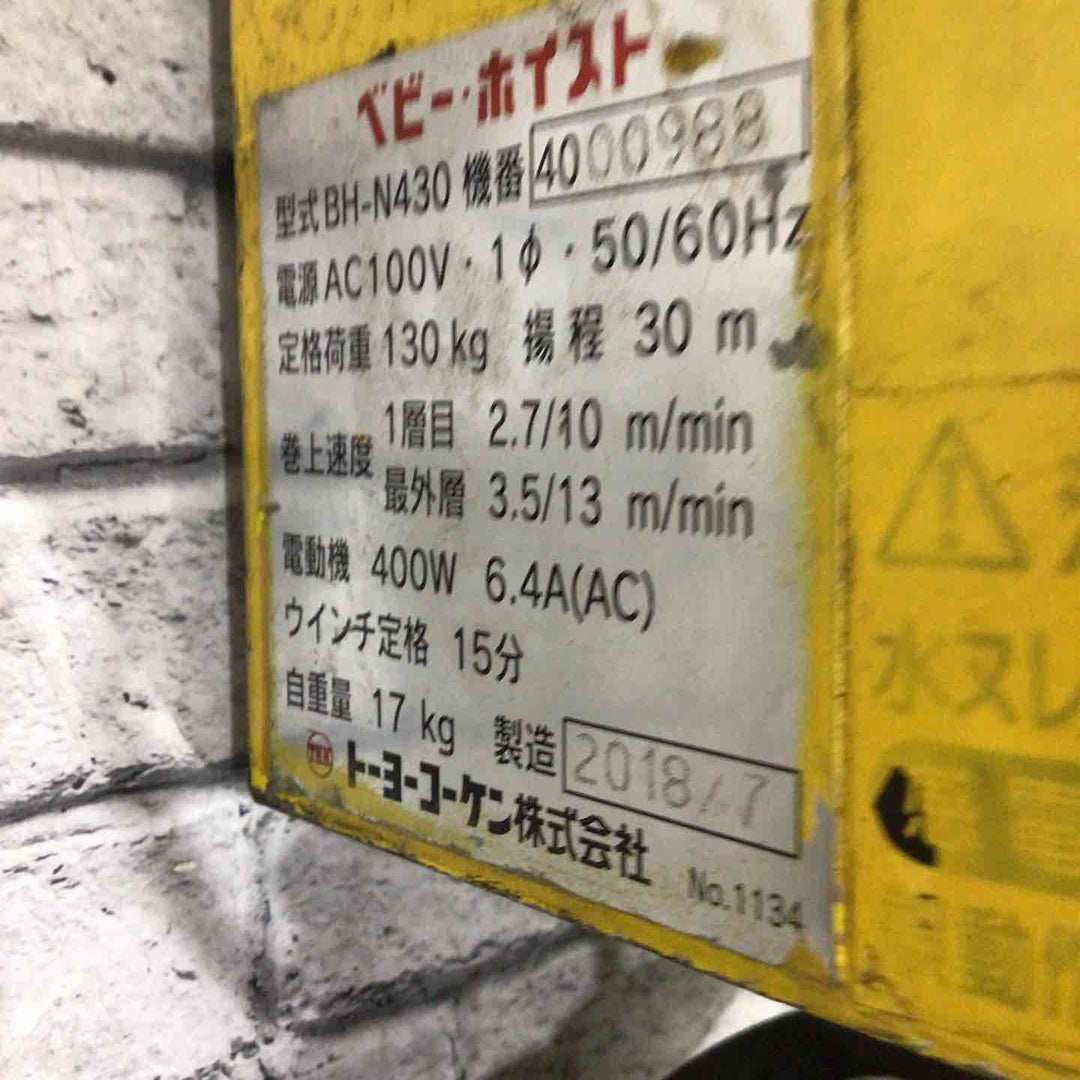 ベビー・ホイスト
型式 BH-N430 機番 4000988
電源 AC100V・1φ・50/60Hz
定格荷重 130kg 揚程 30 m
巻上速度 1層目 2.7/10 m/min
最外層 3.5/13 m/min
電動機 400W 6.4A(AC)
ウインチ定格 15分
自重量 17 kg 製造 2018/7
トーヨーコーケン株式会社
No.1134
水ヌレ